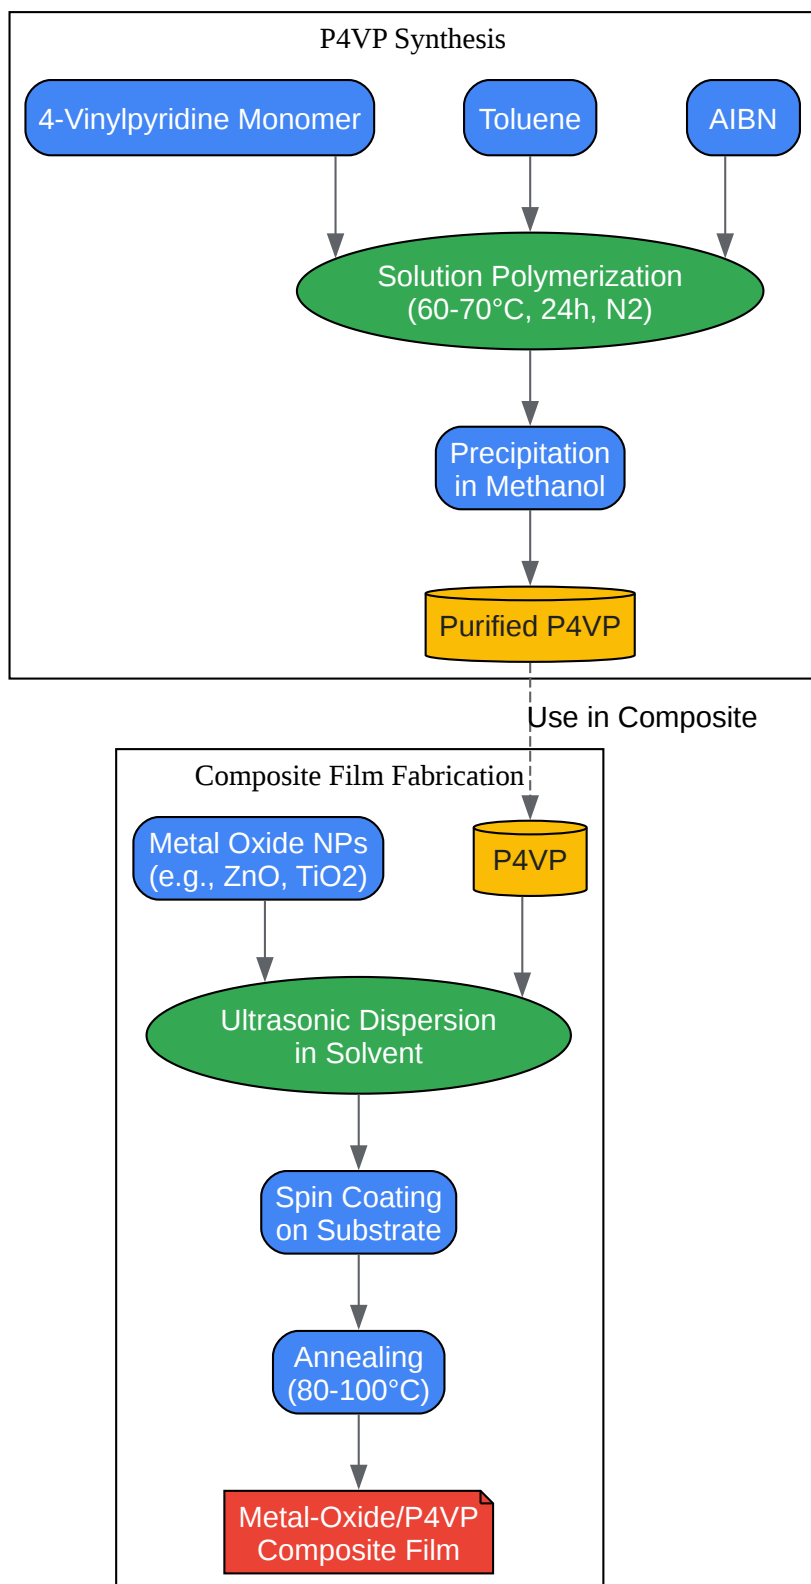 P4VP Synthesis
4-Vinylpyridine Monomer
Toluene
AIBN
Solution Polymerization
(60-70°C, 24h, N2)
Precipitation
in Methanol
Purified P4VP
Use in Composite
Composite Film Fabrication
Metal Oxide NPs
(e.g., ZnO, TiO2)
P4VP
Ultrasonic Dispersion
in Solvent
Spin Coating
on Substrate
Annealing
(80-100°C)
Metal-Oxide/P4VP
Composite Film